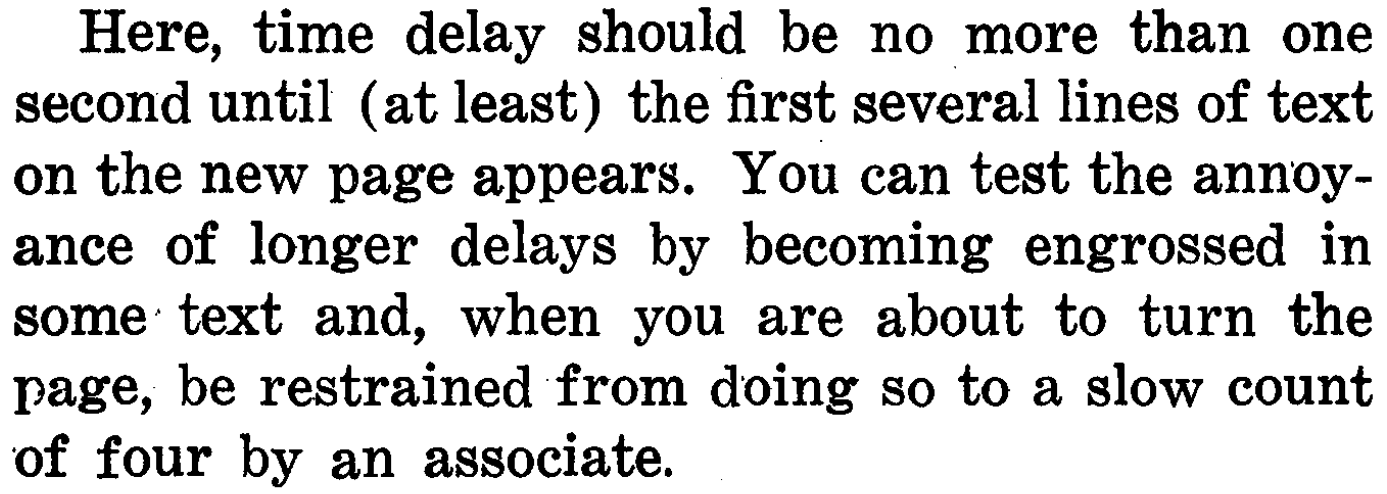 Here, time delay should be no more than one
second until (at least) the first several lines of text
on the new page appears. You can test the annoy-
ance of longer delays by becoming engrossed in
some text and, when you are about to turn the
page, be restrained from doing so to a slow count
of four by an associate.